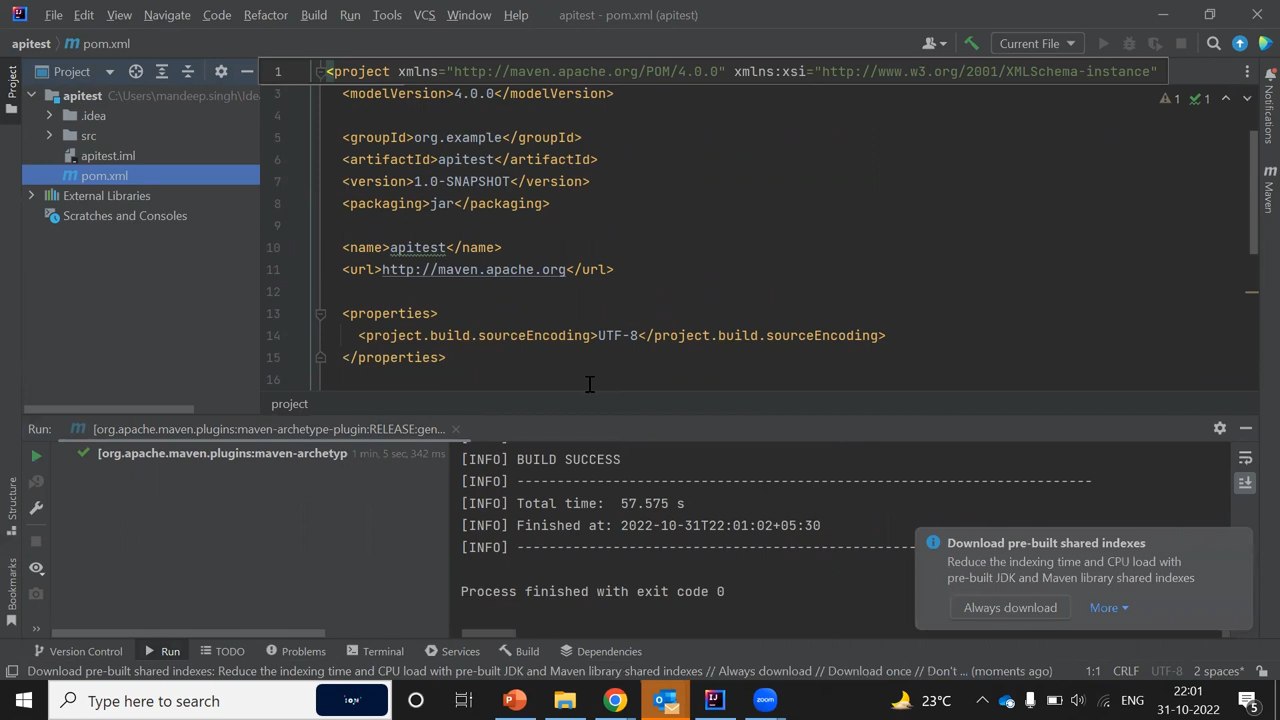 File Edit View Navigate Code Refactor Build Run Tools VCS Window Help apitest - pom.xml (apitest)
apitest pom.xml Current File
Project
Project
1 <project xmlns="http://maven.apache.org/POM/4.0.0" xmlns:xsi="http://www.w3.org/2001/XMLSchema-instance"
apitest C:\Users\mandeep.singh\Idea
.idea
src
apitest.iml
pom.xml
External Libraries
Scratches and Consoles
3 <modelVersion>4.0.0</modelVersion>
1 1
4
5 <groupId>org.example</groupId>
6 <artifactId>apitest</artifactId>
7 <version>1.0-SNAPSHOT</version>
8 <packaging>jar</packaging>
9
10 <name>apitest</name>
11 <url>http://maven.apache.org</url>
12
13 <properties>
14 <project.build.sourceEncoding>UTF-8</project.build.sourceEncoding>
15 </properties>
16
project
Notifications
Maven
Run: [org.apache.maven.plugins:maven-archetype-plugin:RELEASE:gen...
[org.apache.maven.plugins:maven-archetyp 1 min, 5 sec, 342 ms
[INFO] BUILD SUCCESS
[INFO] ------------------------------------------------------------------------
[INFO] Total time:  57.575 s
[INFO] Finished at: 2022-10-31T22:01:02+05:30
[INFO] ------------------------------------------------------------------------
Process finished with exit code 0
Download pre-built shared indexes
Reduce the indexing time and CPU load with
pre-built JDK and Maven library shared indexes
Always download More
Structure
Bookmarks
Version Control Run TODO Problems Terminal Services Build Dependencies
Download pre-built shared indexes: Reduce the indexing time and CPU load with pre-built JDK and Maven library shared indexes // Always download // Download once // Don't ... (moments ago) 1:1 CRLF UTF-8 2 spaces*
Type here to search
23°C ENG 22:01
31-10-2022 5